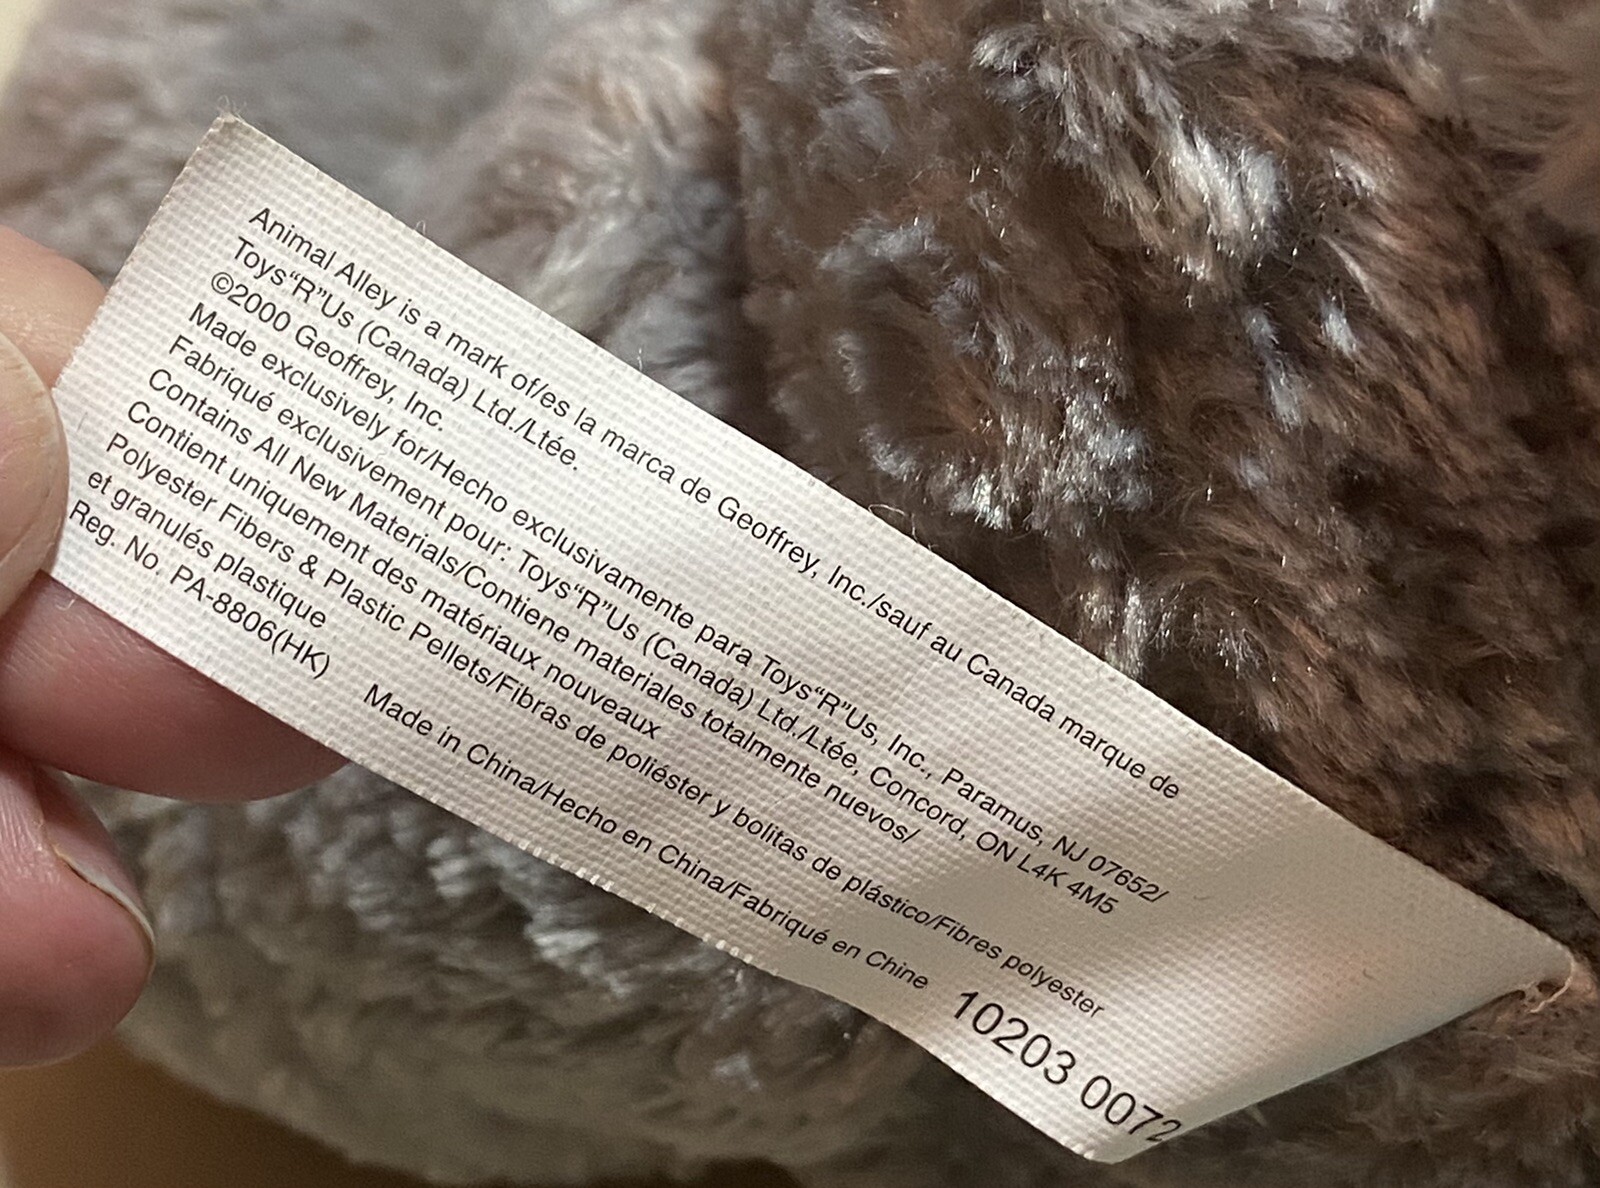 Animal Alley is a mark of/es la marca de Geoffrey, Inc./sauf au Canada marque de
Toys“R”Us (Canada) Ltd./Ltée.
©2000 Geoffrey, Inc.
Made exclusively for/Hecho exclusivamente para Toys“R”Us, Inc., Paramus, NJ 07652/
Fabriqué exclusivement pour: Toys“R”Us (Canada) Ltd./Ltée, Concord, ON L4K 4M5
Contains All New Materials/Contiene materiales totalmente nuevos/
Contient uniquement des matériaux nouveaux
Polyester Fibers & Plastic Pellets/Fibras de poliéster y bolitas de plástico/Fibres polyester
et granulés plastique
Reg. No. PA-8806(HK) Made in China/Hecho en China/Fabriqué en Chine 10203 0072